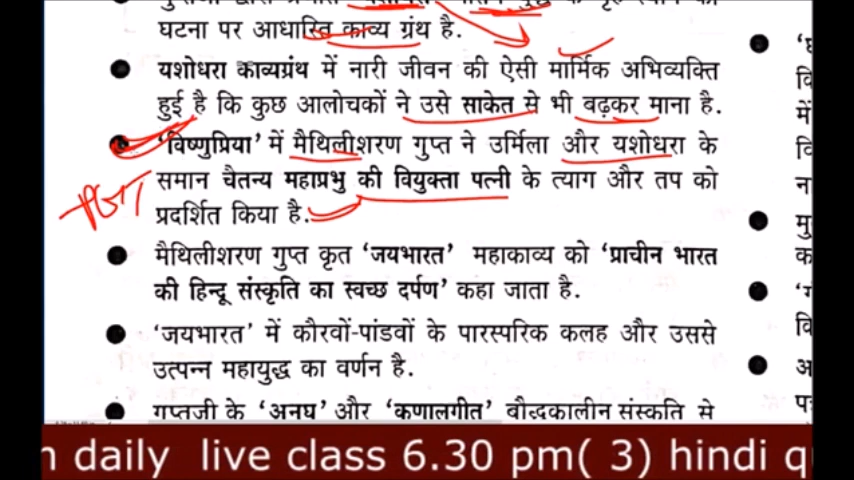 घटना पर आधारित काव्य ग्रंथ है.
यशोधरा काव्यग्रंथ में नारी जीवन की ऐसी मार्मिक अभिव्यक्ति
हुई है कि कुछ आलोचकों ने उसे साकेत से भी बढ़कर माना है.
'विष्णुप्रिया' में मैथिलीशरण गुप्त ने उर्मिला और यशोधरा के
समान चैतन्य महाप्रभु की वियुक्ता पत्नी के त्याग और तप को
PGT
प्रदर्शित किया है.
मैथिलीशरण गुप्त कृत 'जयभारत' महाकाव्य को 'प्राचीन भारत
की हिन्दू संस्कृति का स्वच्छ दर्पण' कहा जाता है.
'जयभारत' में कौरवों-पांडवों के पारस्परिक कलह और उससे
उत्पन्न महायुद्ध का वर्णन है.
गुप्तजी के 'अनघ' और 'कुणालगीत' बौद्धकालीन संस्कृति से
daily live class 6.30 pm( 3) hindi